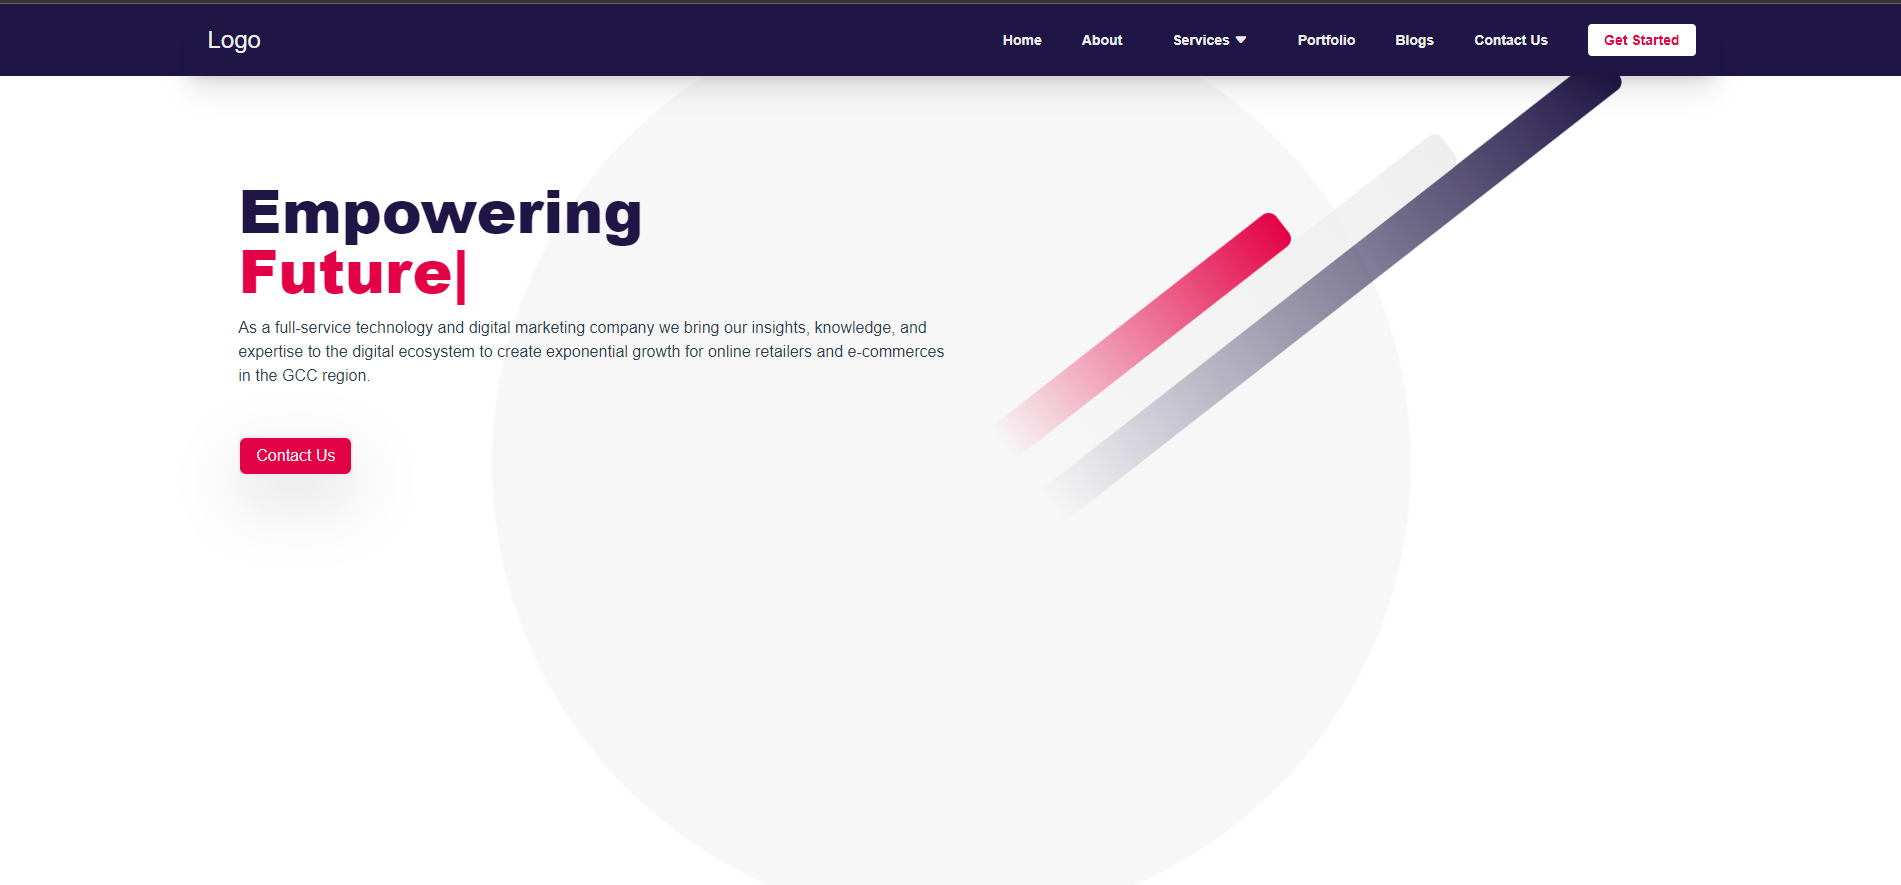 Logo
Home About Services Portfolio Blogs Contact Us Get Started
Empowering
Future|
As a full-service technology and digital marketing company we bring our insights, knowledge, and
expertise to the digital ecosystem to create exponential growth for online retailers and e-commerces
in the GCC region.
Contact Us